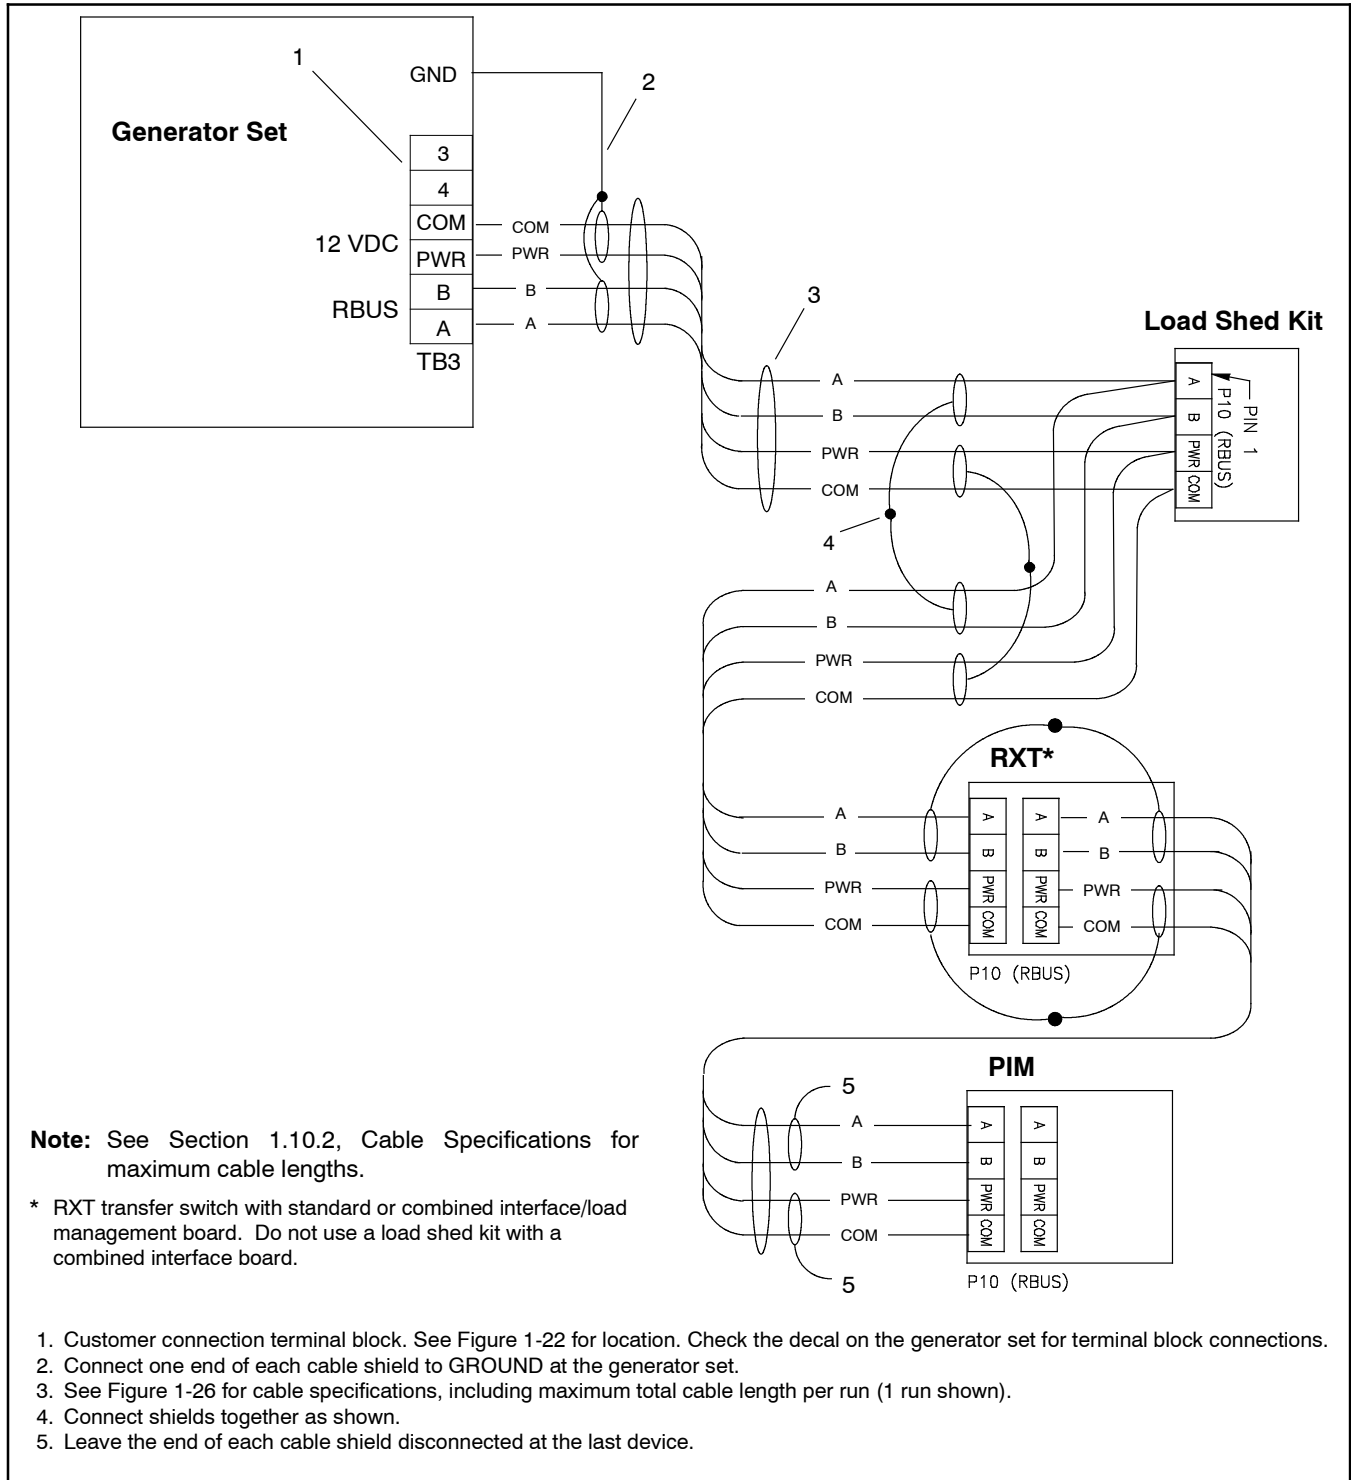 1
GND
2
Generator Set
3
4
COM
COM
12 VDC
PWR
PWR
B
B
RBUS
A
A
TB3
3
Load Shed Kit
A
B
PWR
COM
A
B
PWR
COM
P10 (RBUS)
PIN 1
4
A
B
PWR
COM
RXT*
A
B
PWR
COM
A
B
PWR
COM
A
B
PWR
COM
A
B
PWR
COM
P10 (RBUS)
PIM
5
A
B
PWR
COM
A
B
PWR
COM
A
B
PWR
COM
5
P10 (RBUS)
Note: See Section 1.10.2, Cable Specifications for
maximum cable lengths.
* RXT transfer switch with standard or combined interface/load
management board. Do not use a load shed kit with a
combined interface board.
1. Customer connection terminal block. See Figure 1-22 for location. Check the decal on the generator set for terminal block connections.
2. Connect one end of each cable shield to GROUND at the generator set.
3. See Figure 1-26 for cable specifications, including maximum total cable length per run (1 run shown).
4. Connect shields together as shown.
5. Leave the end of each cable shield disconnected at the last device.